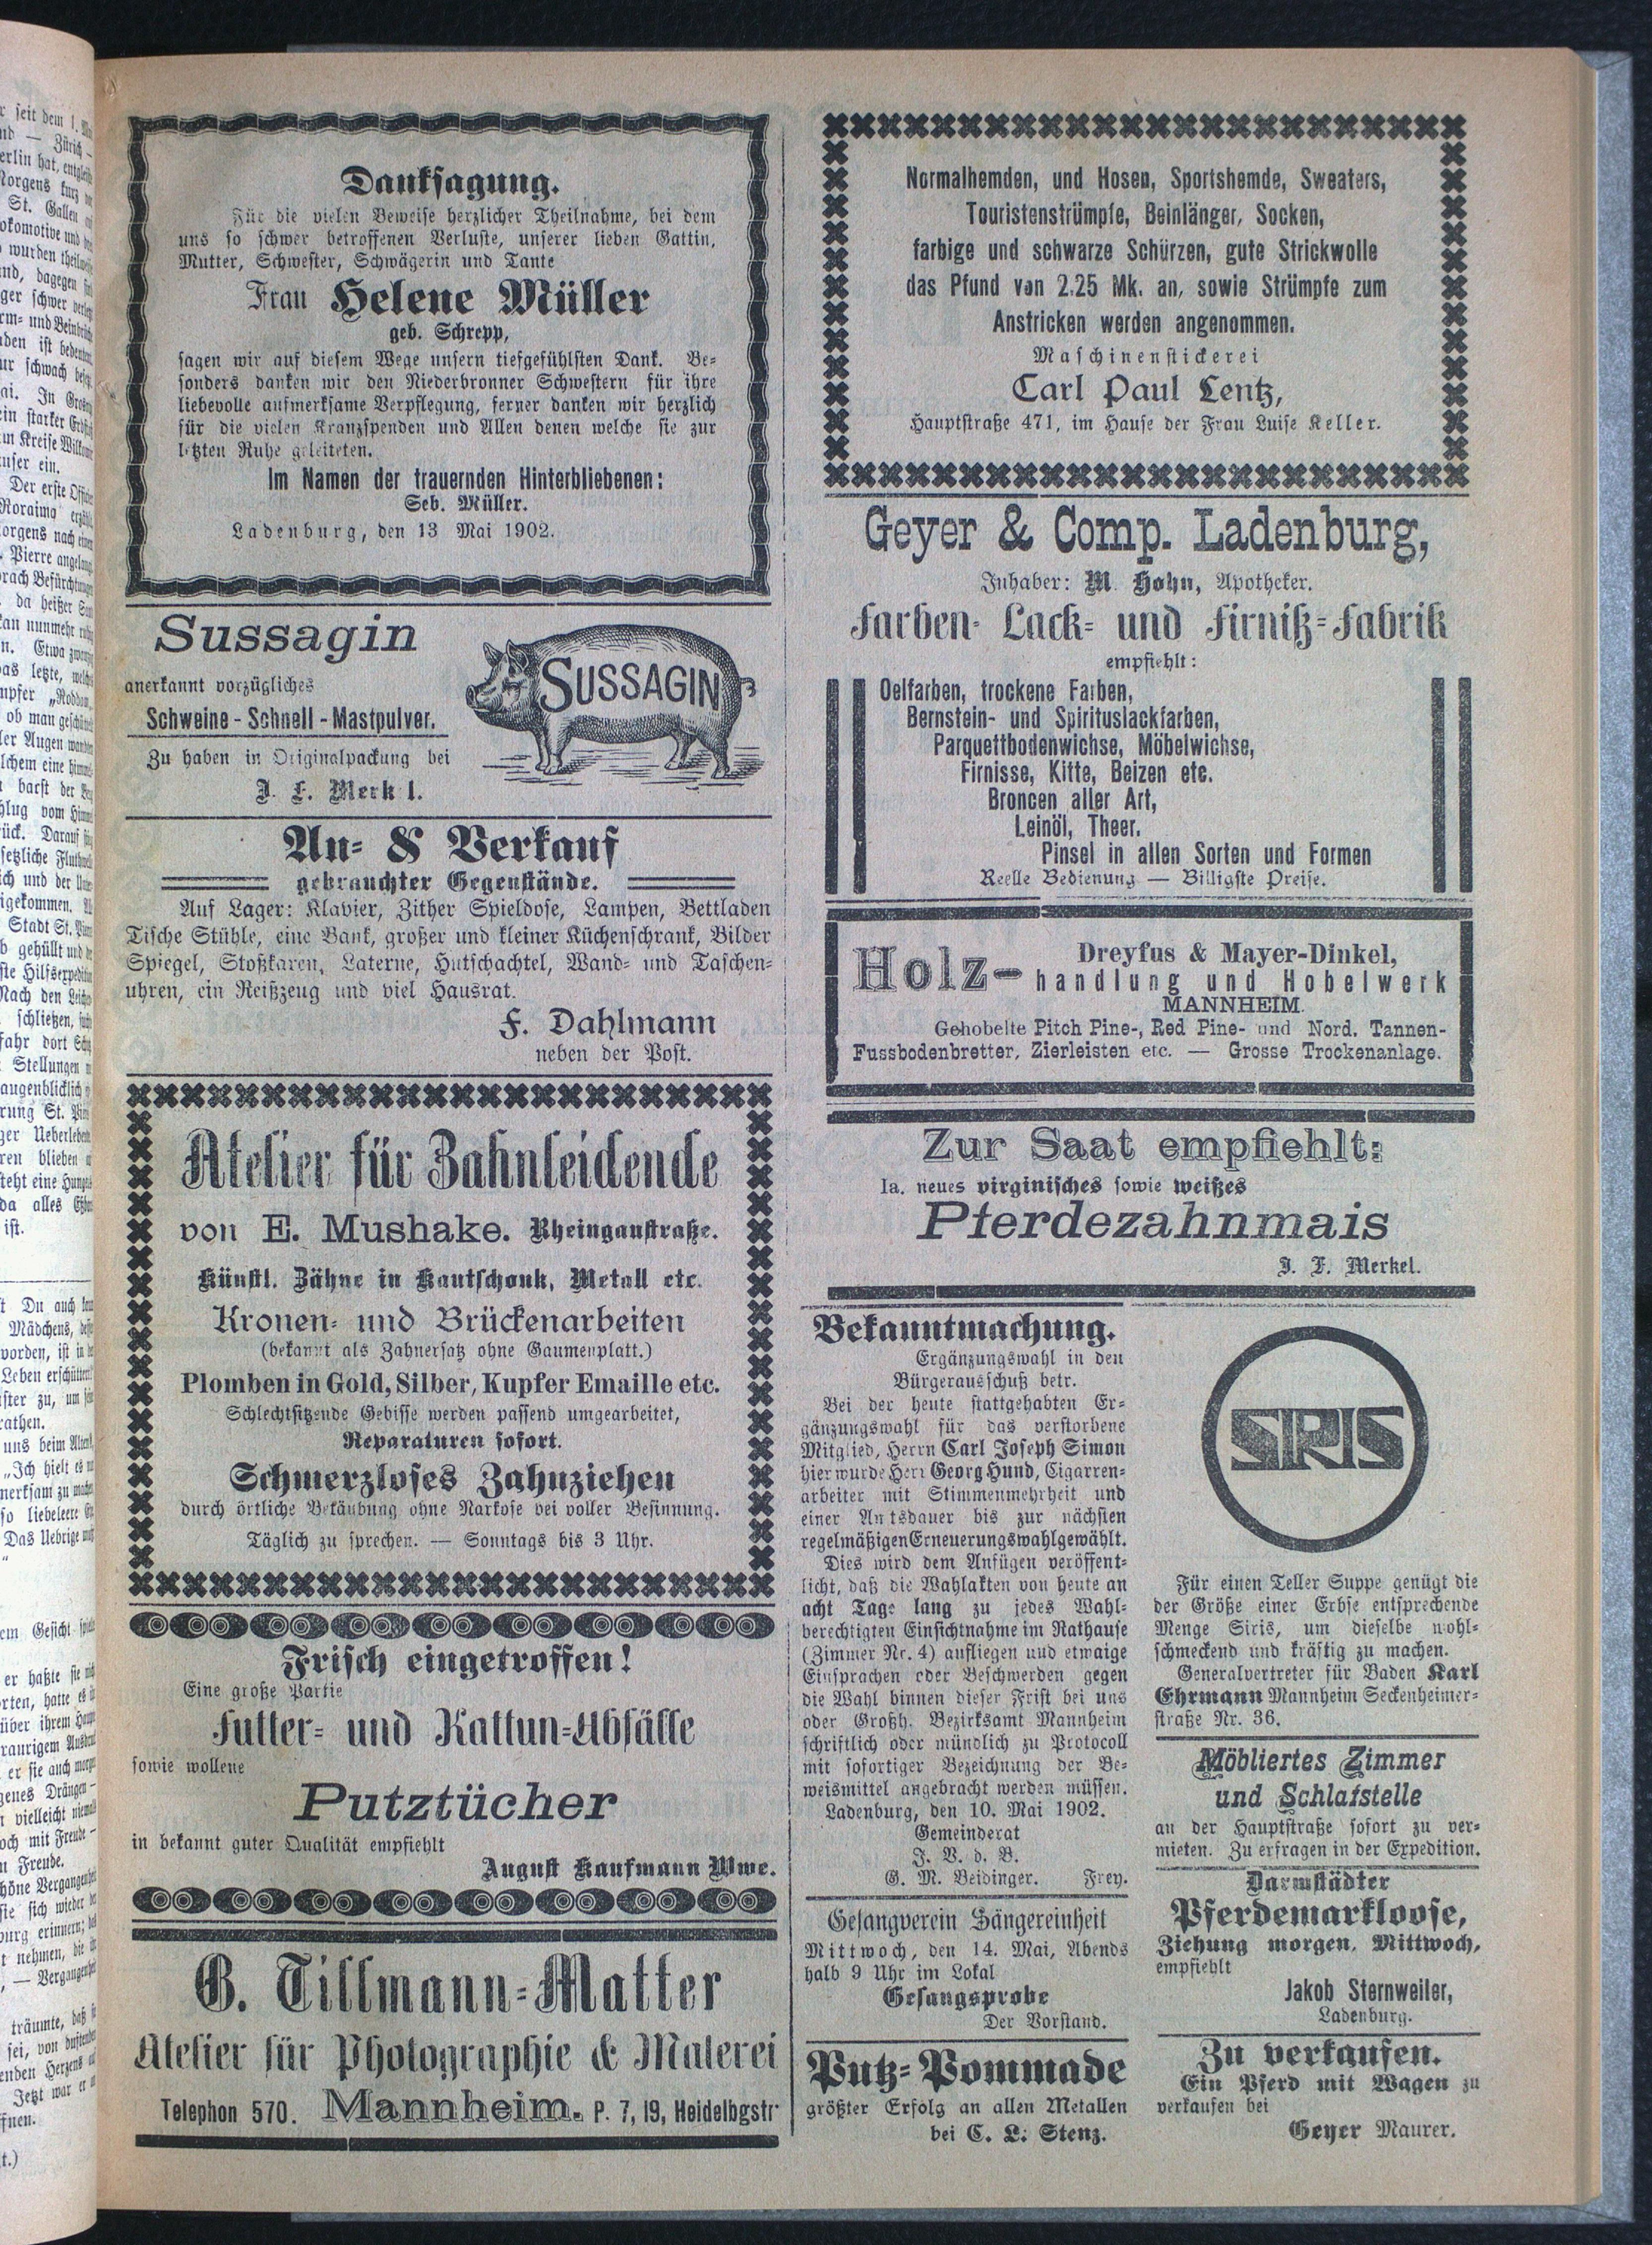 Danksagung.
Für die vielen Beweise herzlicher Theilnahme, bei dem
uns so schwer betroffenen Verluste, unserer lieben Gattin,
Mutter, Schwester, Schwägerin und Tante
Frau Helene Müller
geb. Schrepp,
sagen wir auf diesem Wege unsern tiefgefühlsten Dank. Be-
sonders danken wir den Niederbronner Schwestern für ihre
liebevolle aufmerksame Verpflegung, ferner danken wir herzlich
für die vielen Kranzspenden und Allen denen welche sie zur
letzten Ruhe geleiteten.
Im Namen der trauernden Hinterbliebenen:
Seb. Müller.
Ladenburg, den 13 Mai 1902.
Sussagin
anerkannt vorzügliches
Schweine-Schnell-Mastpulver.
Zu haben in Originalpackung bei
J. F. Merkl.
SUSSAGIN
An- & Verkauf
gebrauchter Gegenstände.
Auf Lager: Klavier, Zither Spieldose, Lampen, Bettladen
Tische Stühle, eine Bank, großer und kleiner Küchenschrank, Bilder
Spiegel, Stoßkaren, Laterne, Hutschachtel, Wand- und Taschen-
uhren, ein Reißzeug und viel Hausrat.
F. Dahlmann
neben der Post.
Atelier für Zahnleidende
von E. Mushake. Rheingaustraße.
Künstl. Zähne in Kautschouk, Metall etc.
Kronen- und Brückenarbeiten
(bekannt als Zahnersatz ohne Gaumenplatt.)
Plomben in Gold, Silber, Kupfer Emaille etc.
Schlechtsitzende Gebisse werden passend umgearbeitet,
Reparaturen sofort.
Schmerzloses Zahnziehen
durch örtliche Betäubung ohne Narkose bei voller Besinnung.
Täglich zu sprechen. — Sonntags bis 3 Uhr.
Frisch eingetroffen!
Eine große Partie
Futter- und Kattun-Abfälle
sowie wollene
Putztücher
in bekannt guter Qualität empfiehlt
August Kaufmann Wwe.
G. Tillmann-Matter
Atelier für Photographie & Malerei
Telephon 570. Mannheim. P. 7, 19, Heidelbgstr
Normalhemden, und Hosen, Sportshemde, Sweaters,
Touristenstrümpfe, Beinlänger, Socken,
farbige und schwarze Schürzen, gute Strickwolle
das Pfund von 2.25 Mk. an, sowie Strümpfe zum
Anstricken werden angenommen.
Maschinenstickerei
Carl Paul Lentz,
Hauptstraße 471, im Hause der Frau Luise Keller.
Geyer & Comp. Ladenburg,
Inhaber: M. Hohn, Apotheker.
Farben- Lack- und Firniß-Fabrik
empfiehlt:
Oelfarben, trockene Farben,
Bernstein- und Spirituslackfarben,
Parquettbodenwichse, Möbelwichse,
Firnisse, Kitte, Beizen etc.
Broncen aller Art,
Leinöl, Theer.
Pinsel in allen Sorten und Formen
Reelle Bedienung — Billigste Preise.
Dreyfus & Mayer-Dinkel,
Holz- handlung und Hobelwerk
MANNHEIM.
Gehobelte Pitch Pine-, Red Pine- und Nord. Tannen-
Fussbodenbretter, Zierleisten etc. — Grosse Trockenanlage.
Zur Saat empfiehlt:
Ia. neues virginisches sowie weißes
Pferdezahnmais
J. F. Merkel.
Bekanntmachung.
Ergänzungswahl in den
Bürgerausschuß betr.
Bei der heute stattgehabten Er-
gänzungswahl für das verstorbene
Mitglied, Herrn Carl Joseph Simon
hier wurde Herr Georg Hund, Cigarren-
arbeiter mit Stimmenmehrheit und
einer Amtsdauer bis zur nächsten
regelmäßigen Erneuerungswahl gewählt.
Dies wird dem Anfügen veröffent-
licht, daß die Wahlakten von heute an
acht Tage lang zu jedes Wahl-
berechtigten Einsichtnahme im Rathause
(Zimmer Nr. 4) aufliegen und etwaige
Einsprachen oder Beschwerden gegen
die Wahl binnen dieser Frist bei uns
oder Großh. Bezirksamt Mannheim
schriftlich oder mündlich zu Protocoll
mit sofortiger Bezeichnung der Be-
weismittel angebracht werden müssen.
Ladenburg, den 10. Mai 1902.
Gemeinderat
J. V. d. B.
G. M. Beidinger. Frey.
Gesangverein Sängereinheit
Mittwoch, den 14. Mai, Abends
halb 9 Uhr im Lokal
Gesangsprobe
Der Vorstand.
Putz-Pommade
größter Erfolg an allen Metallen
bei C. L. Stenz.
SIRIS
Für einen Teller Suppe genügt die
der Größe einer Erbse entsprechende
Menge Siris, um dieselbe wohl-
schmeckend und kräftig zu machen.
Generalvertreter für Baden Karl
Ehrmann Mannheim Seckenheimer-
straße Nr. 36.
Möbliertes Zimmer
und Schlafstelle
an der Hauptstraße sofort zu ver-
mieten. Zu erfragen in der Expedition.
Darmstädter
Pferdemarkloose,
Ziehung morgen, Mittwoch,
empfiehlt
Jakob Sternweiler,
Ladenburg.
Zu verkaufen.
Ein Pferd mit Wagen zu
verkaufen bei
Geyer Maurer.